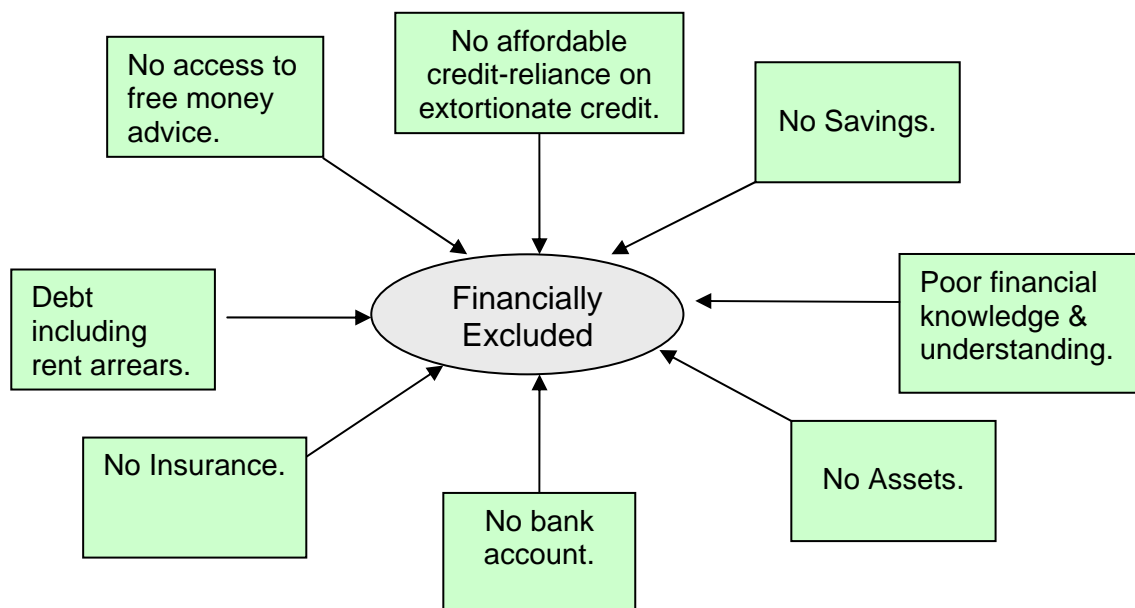 No access to
free money
advice.
No affordable
credit-reliance on
extortionate credit.
No Savings.
Debt
including
rent arrears.
Financially
Excluded
Poor financial
knowledge &
understanding.
No Insurance.
No bank
account.
No Assets.